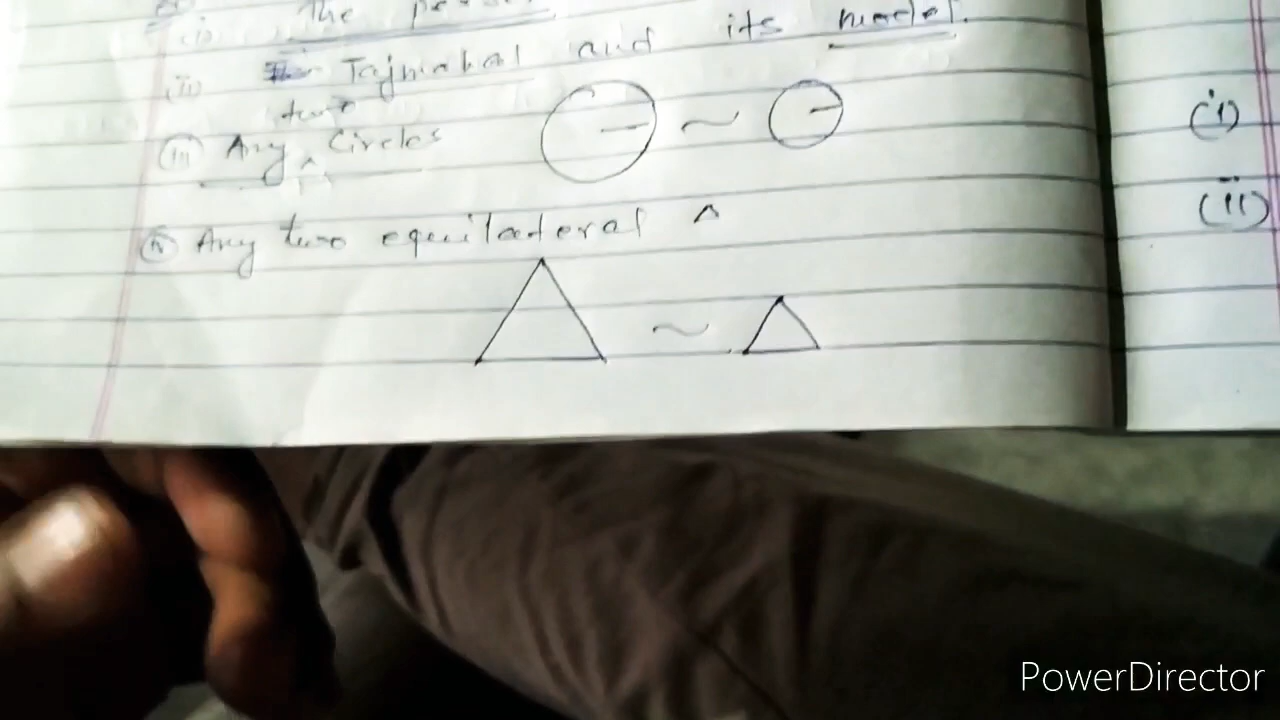 (i) The
(ii) Tajmahal and its model.
two
(iii) Any ^ Circles ~
(iv) Any two equilateral Δ
~
(i)
(ii)
PowerDirector